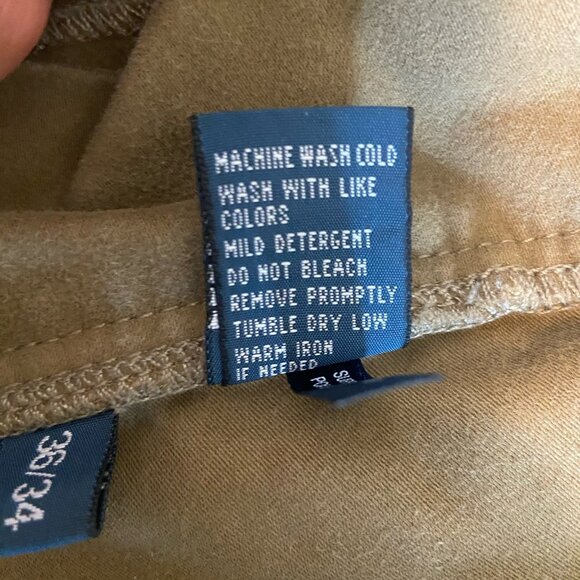 MACHINE WASH COLD
WASH WITH LIKE
COLORS
MILD DETERGENT
DO NOT BLEACH
REMOVE PROMPTLY
TUMBLE DRY LOW
WARM IRON
IF NEEDED
36/34